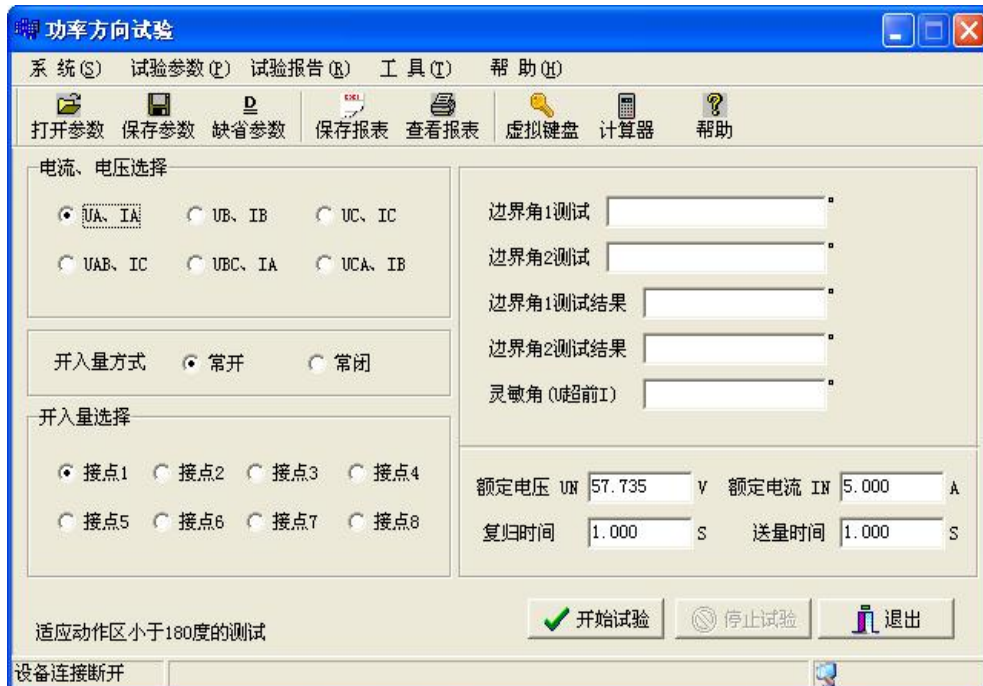 功率方向试验
系 统(S) 试验参数(P) 试验报告(R) 工 具(T) 帮 助(H)
打开参数 保存参数 缺省参数 保存报表 查看报表 虚拟键盘 计算器 帮助
电流、电压选择
UA、IA UB、IB UC、IC
UAB、IC UBC、IA UCA、IB
开入量方式 常开 常闭
开入量选择
接点1 接点2 接点3 接点4
接点5 接点6 接点7 接点8
边界角1测试 °
边界角2测试 °
边界角1测试结果 °
边界角2测试结果 °
灵敏角(U超前I) °
额定电压 UN 57.735 V 额定电流 IN 5.000 A
复归时间 1.000 S 送量时间 1.000 S
适应动作区小于180度的测试
开始试验 停止试验 退出
设备连接断开